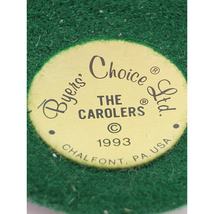 Byers' Choice Ltd.
THE
CAROLERS®
©
1993
CHALFONT, PA USA